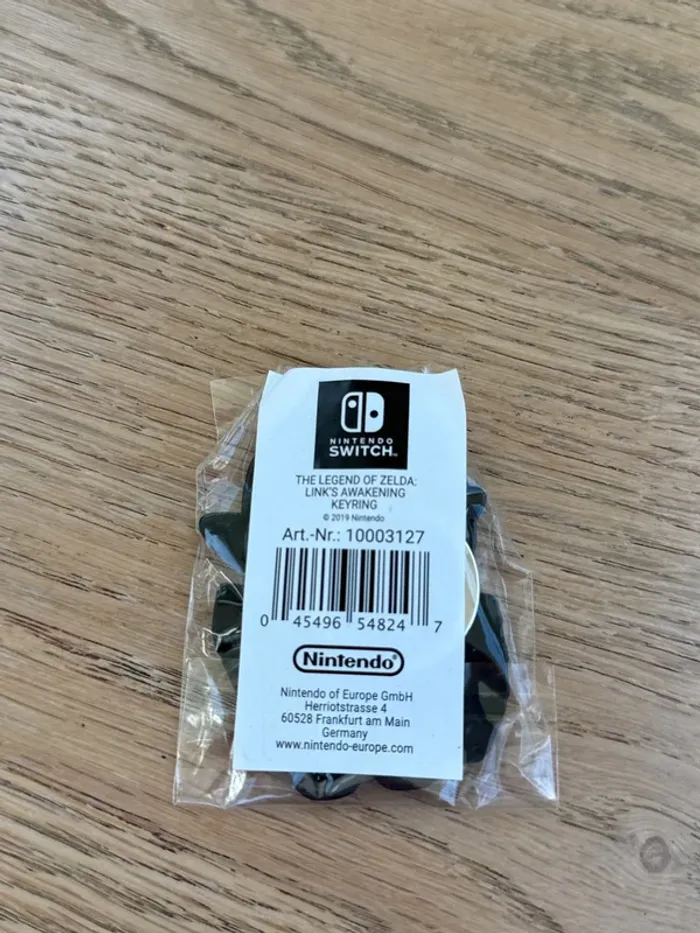 NINTENDO
SWITCH™
THE LEGEND OF ZELDA:
LINK'S AWAKENING
KEYRING
© 2019 Nintendo
Art.-Nr.: 10003127
0 45496 54824 7
Nintendo®
Nintendo of Europe GmbH
Herriotstrasse 4
60528 Frankfurt am Main
Germany
www.nintendo-europe.com